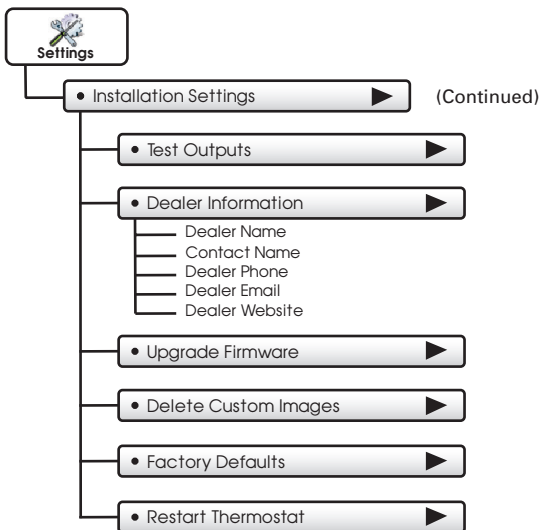 Settings
• Installation Settings (Continued)
• Test Outputs
• Dealer Information
Dealer Name
Contact Name
Dealer Phone
Dealer Email
Dealer Website
• Upgrade Firmware
• Delete Custom Images
• Factory Defaults
• Restart Thermostat